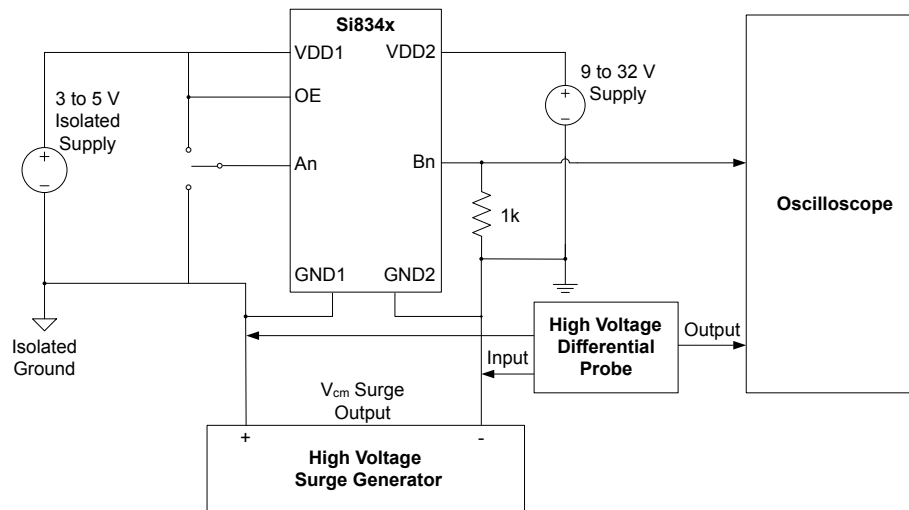 Si834x
VDD1
VDD2
OE
An
Bn
GND1
GND2
3 to 5 V
Isolated
Supply
+
−
9 to 32 V
Supply
+
−
1k
Oscilloscope
Isolated
Ground
High Voltage
Differential
Probe
Input
Output
Vcm Surge
Output
+
-
High Voltage
Surge Generator